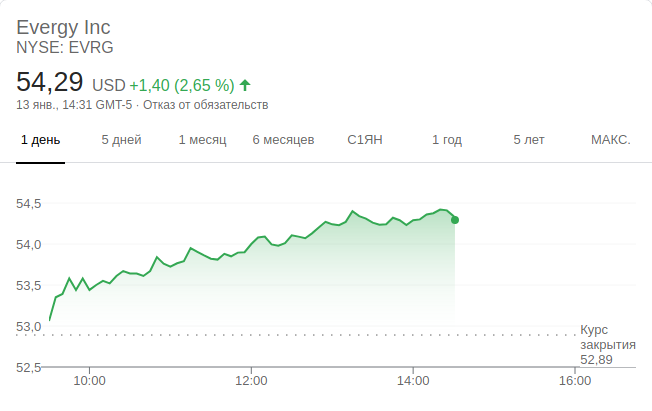 Evergy Inc
NYSE: EVRG
54,29 USD +1,40 (2,65 %)
13 янв., 14:31 GMT-5 · Отказ от обязательств
1 день 5 дней 1 месяц 6 месяцев С1ЯН 1 год 5 лет МАКС.
54,5
54,0
53,5
53,0
Курс
закрытия
52,89
52,5
10:00 12:00 14:00 16:00